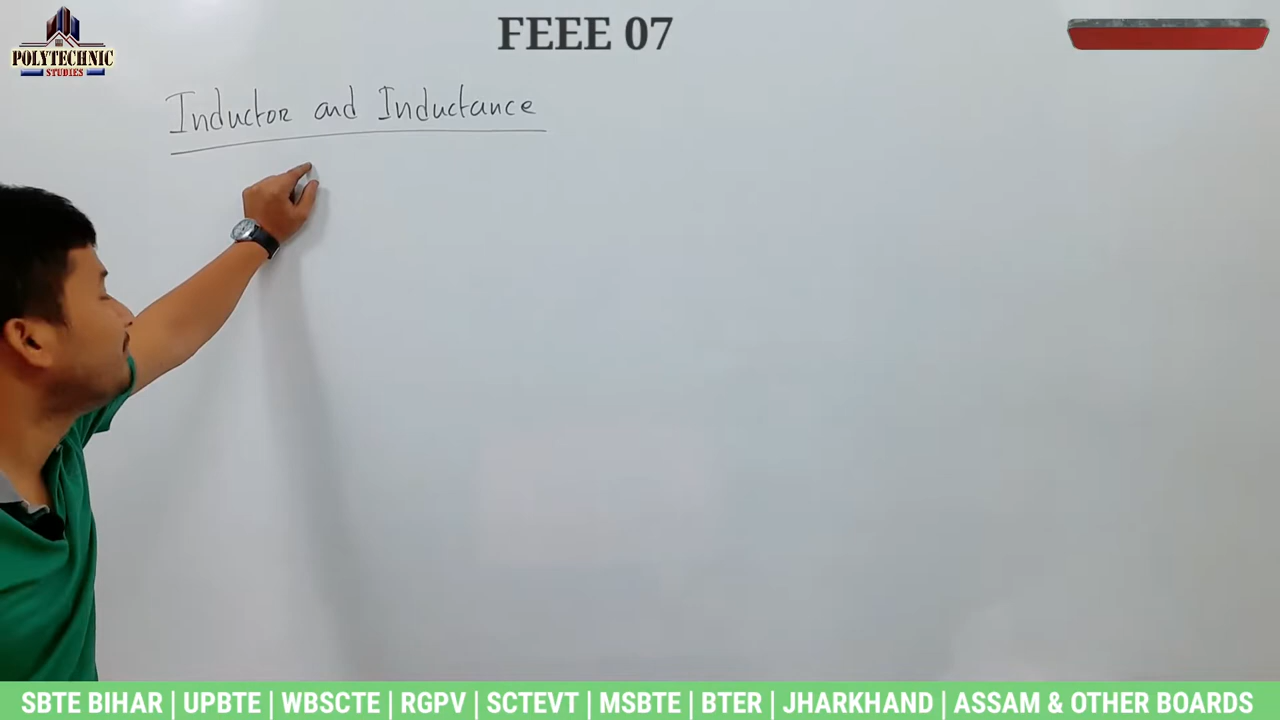 FEEE 07
POLYTECHNIC
STUDIES
Inductor and Inductance
SBTE BIHAR | UPBTE | WBSCTE | RGPV | SCTEVT | MSBTE | BTER | JHARKHAND | ASSAM & OTHER BOARDS